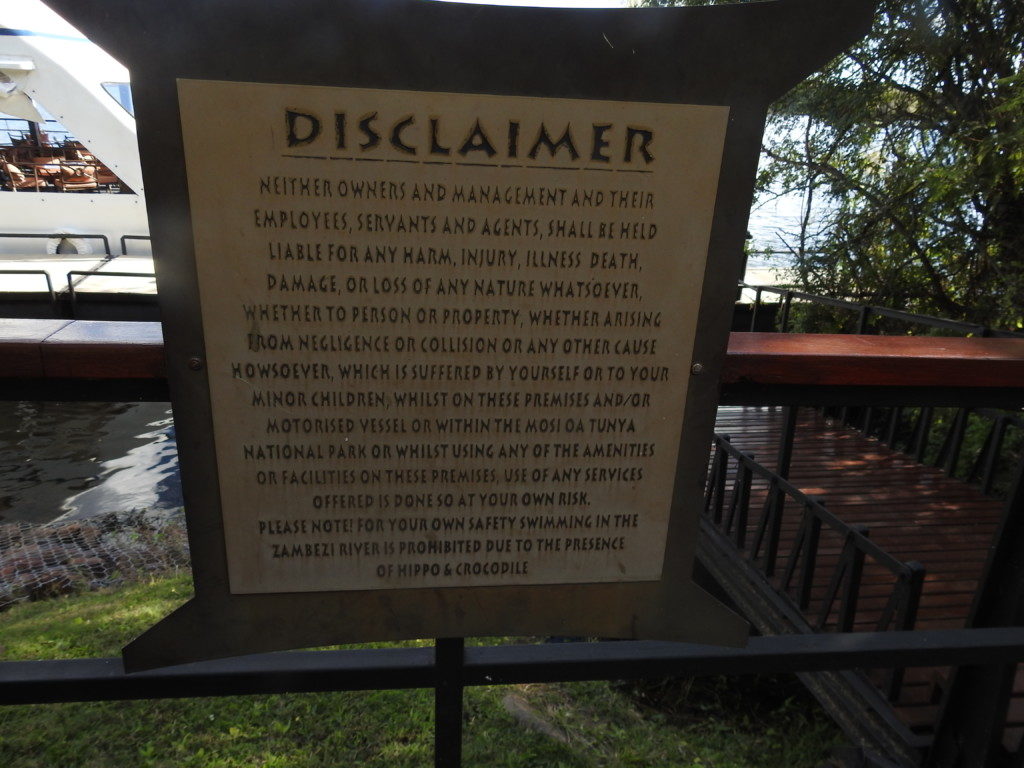 DISCLAIMER
NEITHER OWNERS AND MANAGEMENT AND THEIR
EMPLOYEES, SERVANTS AND AGENTS, SHALL BE HELD
LIABLE FOR ANY HARM, INJURY, ILLNESS DEATH,
DAMAGE, OR LOSS OF ANY NATURE WHATSOEVER,
WHETHER TO PERSON OR PROPERTY, WHETHER ARISING
FROM NEGLIGENCE OR COLLISION OR ANY OTHER CAUSE
HOWSOEVER, WHICH IS SUFFERED BY YOURSELF OR TO YOUR
MINOR CHILDREN, WHILST ON THESE PREMISES AND/OR
MOTORISED VESSEL OR WITHIN THE MOSI OA TUNYA
NATIONAL PARK OR WHILST USING ANY OF THE AMENITIES
OR FACILITIES ON THESE PREMISES, USE OF ANY SERVICES
OFFERED IS DONE SO AT YOUR OWN RISK.
PLEASE NOTE! FOR YOUR OWN SAFETY SWIMMING IN THE
ZAMBEZI RIVER IS PROHIBITED DUE TO THE PRESENCE
OF HIPPO & CROCODILE